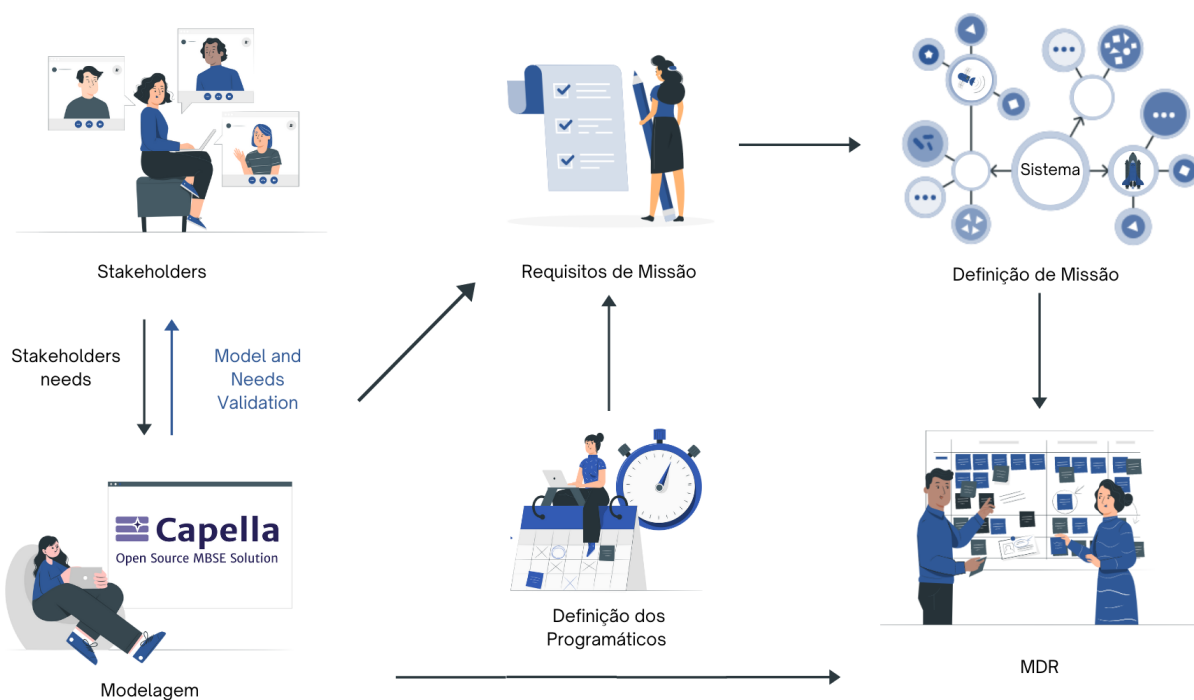 Sistema
Stakeholders
Requisitos de Missão
Definição de Missão
Stakeholders
needs
Model and
Needs
Validation
Capella
Open Source MBSE Solution
Definição dos
Programáticos
MDR
Modelagem